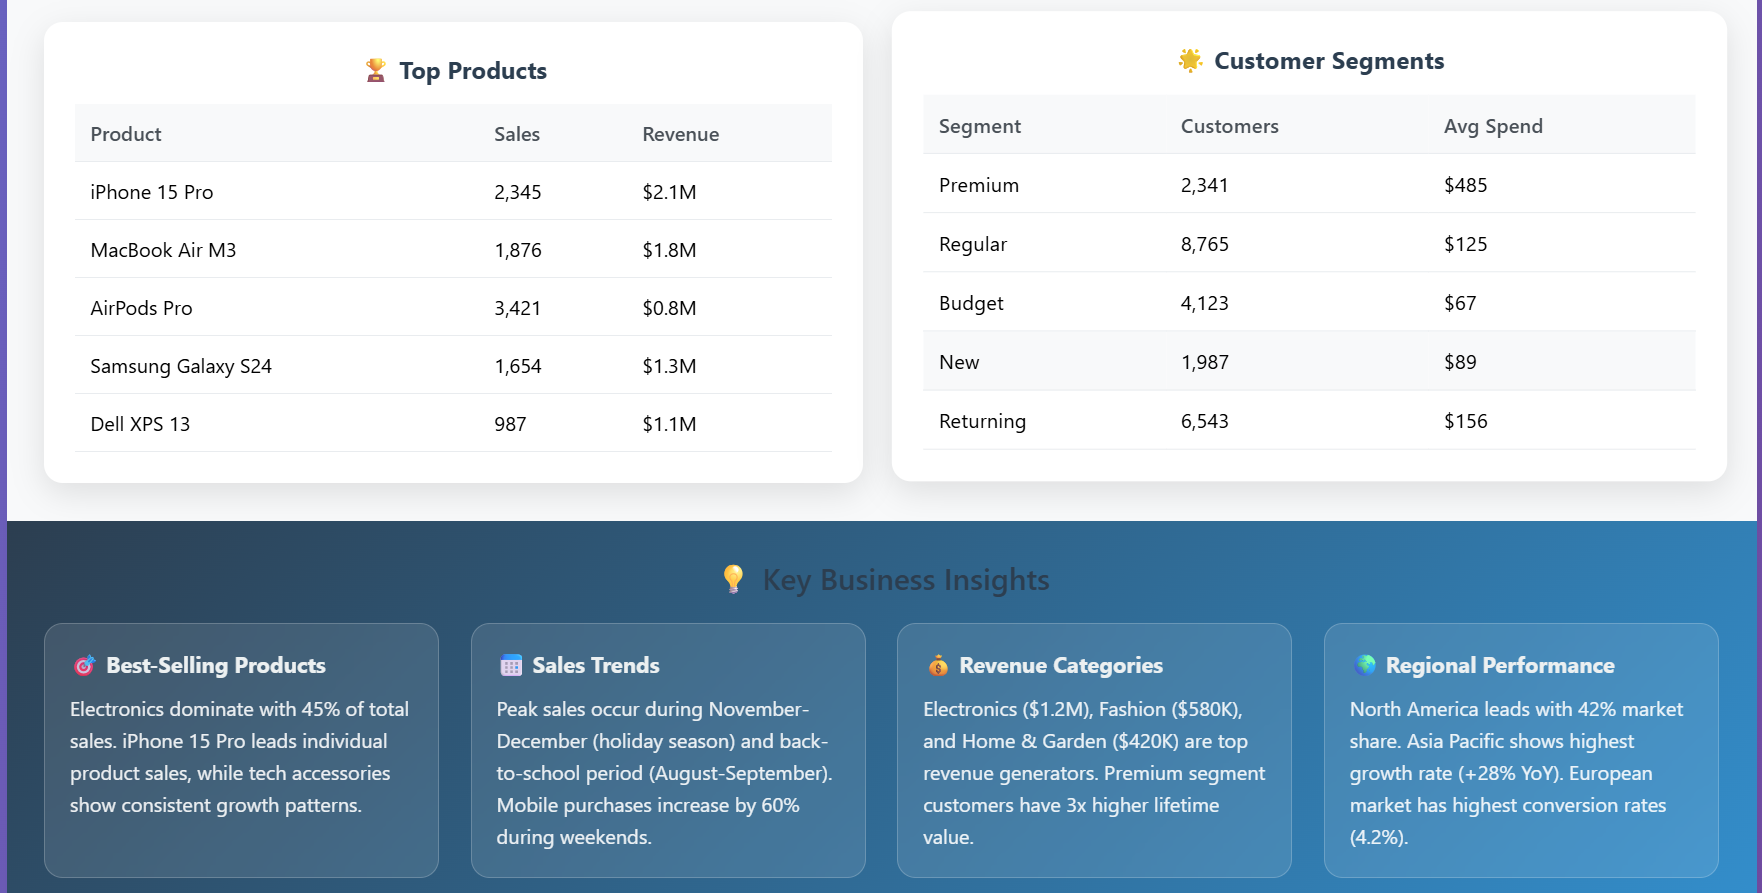 🏆 Top Products
Product Sales Revenue
iPhone 15 Pro 2,345 $2.1M
MacBook Air M3 1,876 $1.8M
AirPods Pro 3,421 $0.8M
Samsung Galaxy S24 1,654 $1.3M
Dell XPS 13 987 $1.1M
🌟 Customer Segments
Segment Customers Avg Spend
Premium 2,341 $485
Regular 8,765 $125
Budget 4,123 $67
New 1,987 $89
Returning 6,543 $156
💡 Key Business Insights
🎯 Best-Selling Products
Electronics dominate with 45% of total
sales. iPhone 15 Pro leads individual
product sales, while tech accessories
show consistent growth patterns.
📅 Sales Trends
Peak sales occur during November-
December (holiday season) and back-
to-school period (August-September).
Mobile purchases increase by 60%
during weekends.
💰 Revenue Categories
Electronics ($1.2M), Fashion ($580K),
and Home & Garden ($420K) are top
revenue generators. Premium segment
customers have 3x higher lifetime
value.
🌍 Regional Performance
North America leads with 42% market
share. Asia Pacific shows highest
growth rate (+28% YoY). European
market has highest conversion rates
(4.2%).